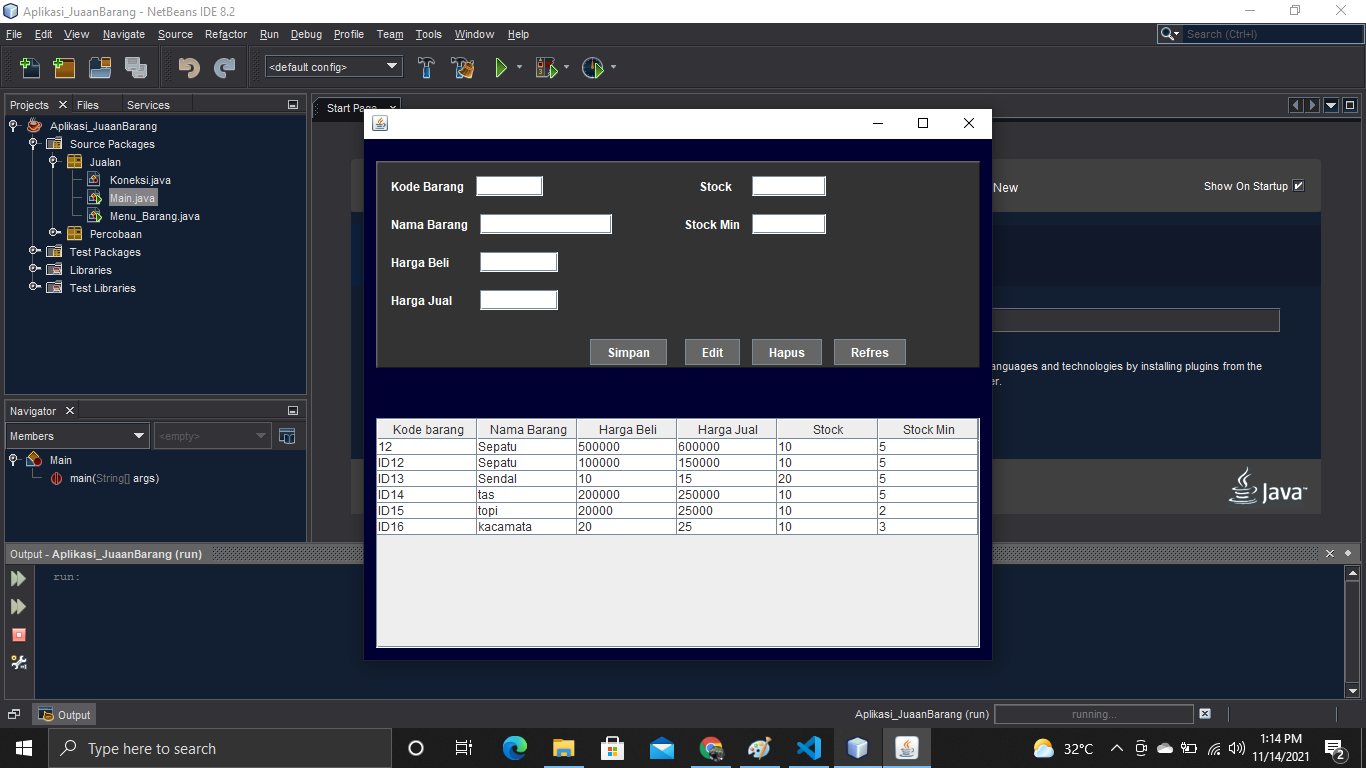 Aplikasi_JuaanBarang - NetBeans IDE 8.2
File Edit View Navigate Source Refactor Run Debug Profile Team Tools Window Help
Search (Ctrl+I)
<default config>
Projects Files Services
Start Page
Aplikasi_JuaanBarang
Source Packages
Jualan
Koneksi.java
Main.java
Menu_Barang.java
Percobaan
Test Packages
Libraries
Test Libraries
New
Show On Startup
Kode Barang
Stock
Nama Barang
Stock Min
Harga Beli
Harga Jual
Simpan Edit Hapus Refres
anguages and technologies by installing plugins from the
er.
Navigator
Members
<empty>
Main
main(String[] args)
Kode barang Nama Barang Harga Beli Harga Jual Stock Stock Min
12 Sepatu 500000 600000 10 5
ID12 Sepatu 100000 150000 10 5
ID13 Sendal 10 15 20 5
ID14 tas 200000 250000 10 5
ID15 topi 20000 25000 10 2
ID16 kacamata 20 25 10 3
Java
Output - Aplikasi_JuaanBarang (run)
run:
Output
Aplikasi_JuaanBarang (run)
running...
Type here to search
32°C
1:14 PM
11/14/2021
2